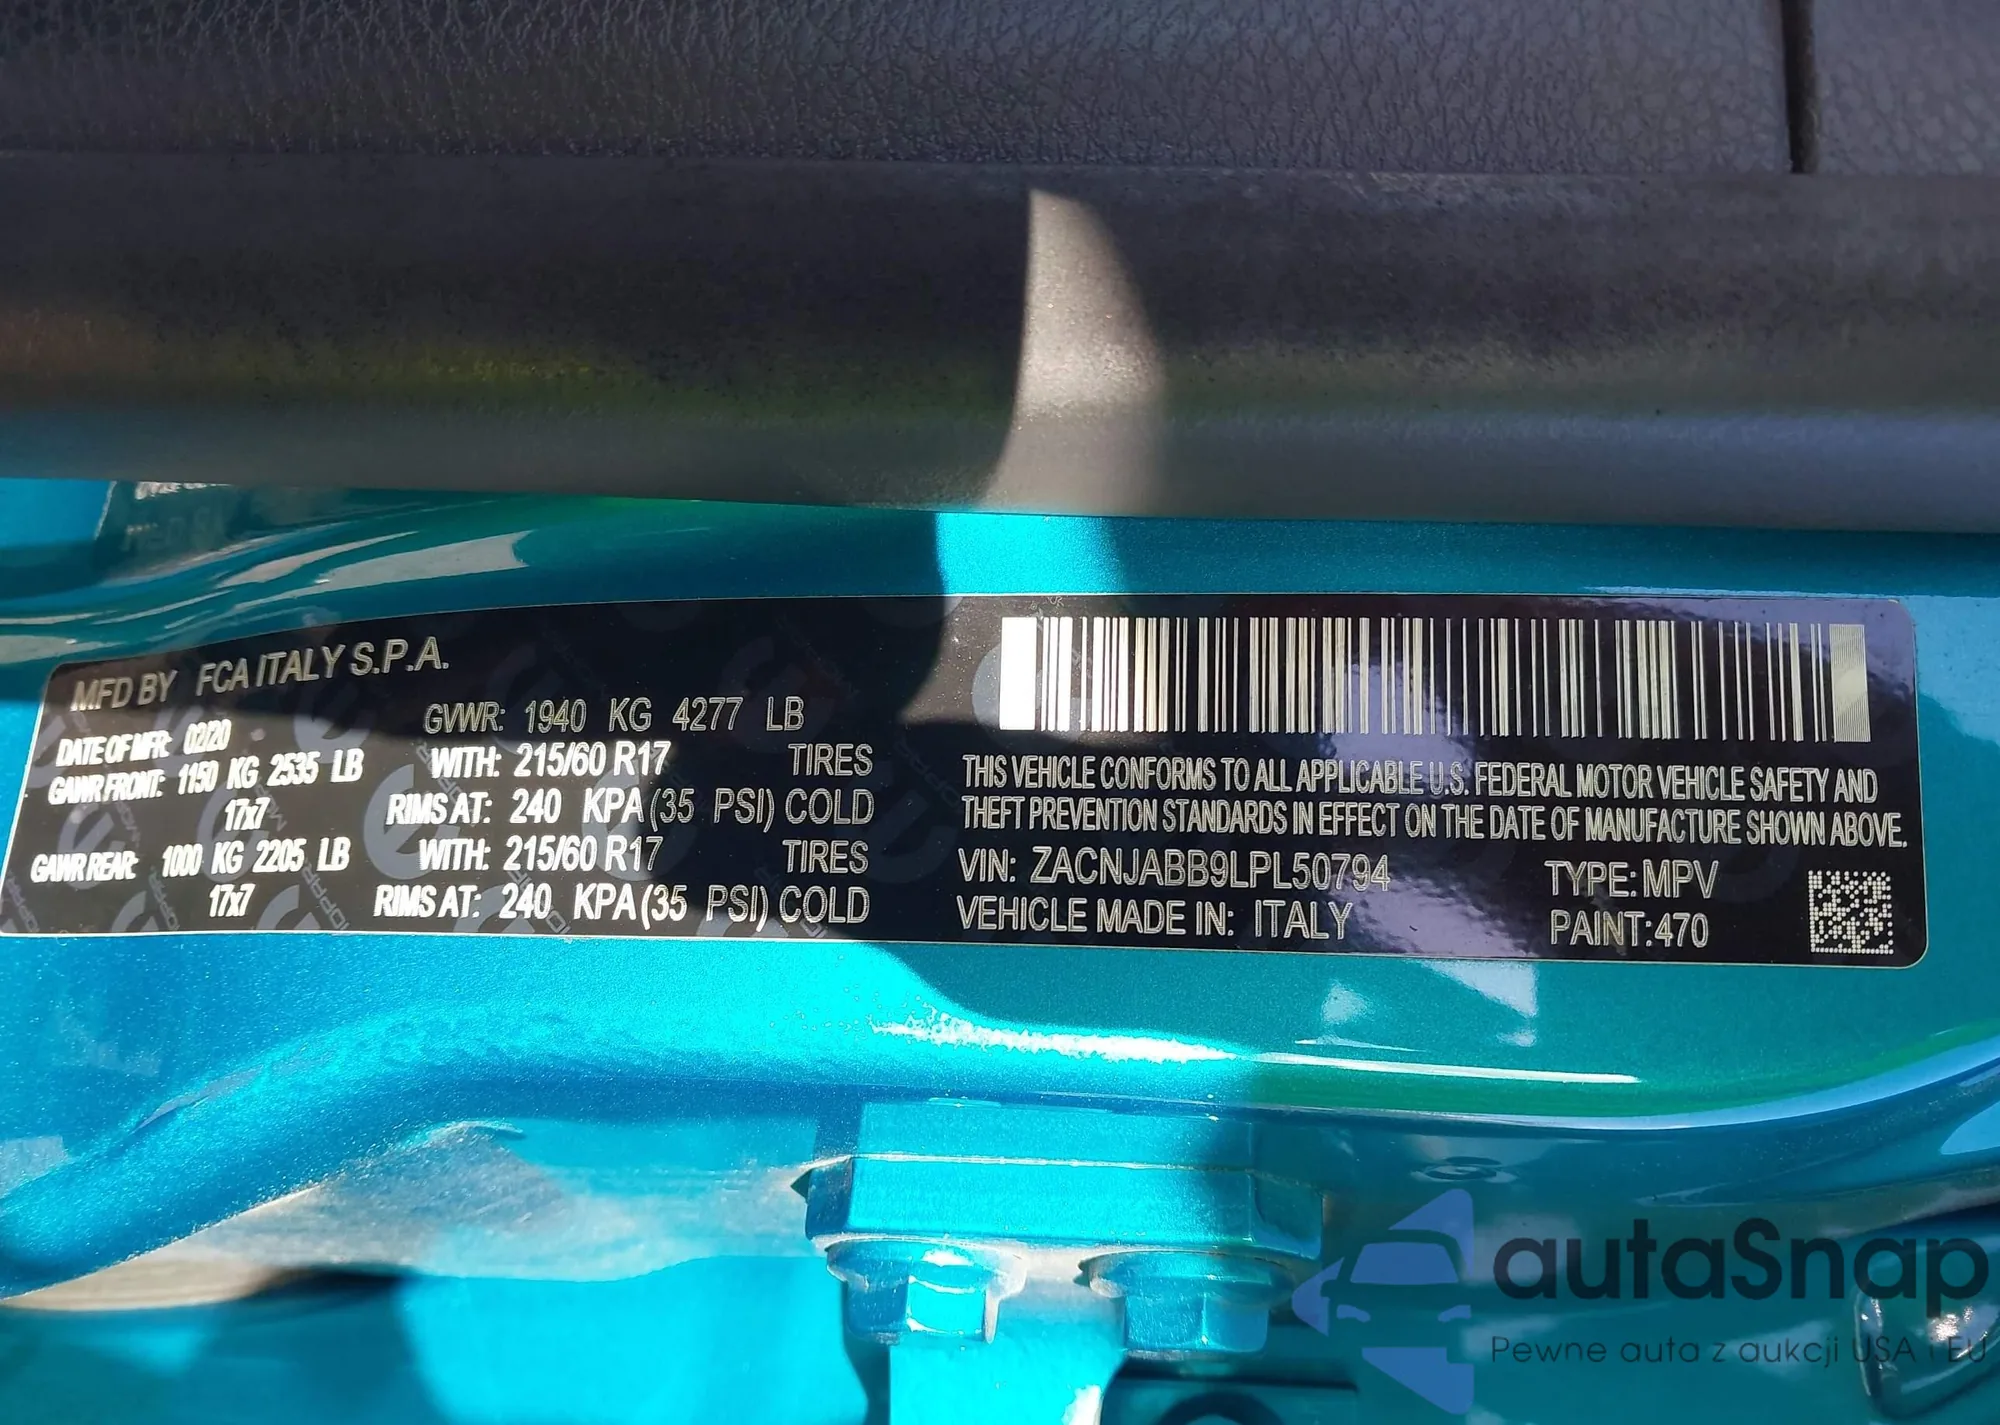 MFD BY FCA ITALY S.P.A.
DATE OF MFR: 02/20 GVWR: 1940 KG 4277 LB
GAWR FRONT: 1150 KG 2535 LB WITH: 215/60 R17 TIRES
17x7 RIMS AT: 240 KPA (35 PSI) COLD
GAWR REAR: 1000 KG 2205 LB WITH: 215/60 R17 TIRES
17x7 RIMS AT: 240 KPA (35 PSI) COLD
THIS VEHICLE CONFORMS TO ALL APPLICABLE U.S. FEDERAL MOTOR VEHICLE SAFETY AND
THEFT PREVENTION STANDARDS IN EFFECT ON THE DATE OF MANUFACTURE SHOWN ABOVE.
VIN: ZACNJABB9LPL50794 TYPE: MPV
VEHICLE MADE IN: ITALY PAINT: 470
autaSnap
Pewne auta z aukcji USA i EU